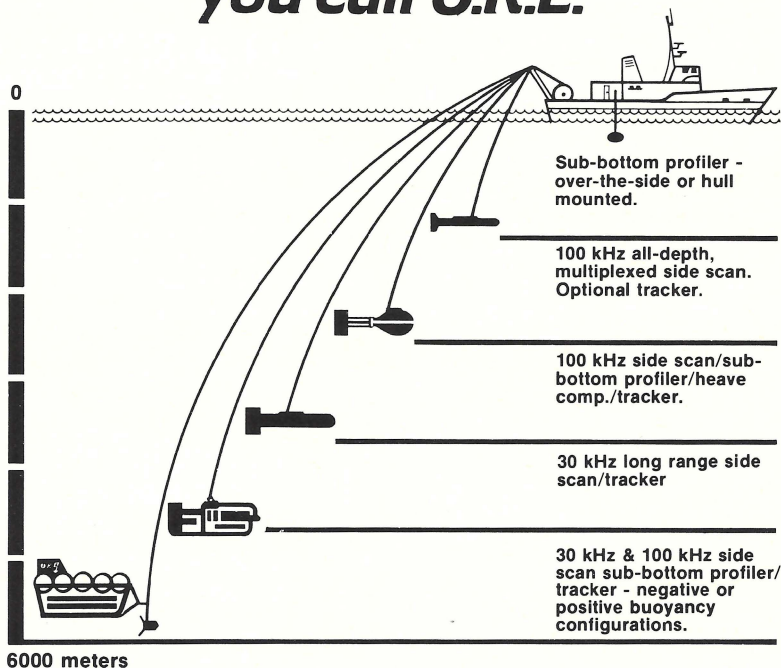 you call O.R.E.
0
Sub-bottom profiler -
over-the-side or hull
mounted.
100 kHz all-depth,
multiplexed side scan.
Optional tracker.
100 kHz side scan/sub-
bottom profiler/heave
comp./tracker.
30 kHz long range side
scan/tracker
30 kHz & 100 kHz side
scan sub-bottom profiler/
tracker - negative or
positive buoyancy
configurations.
6000 meters